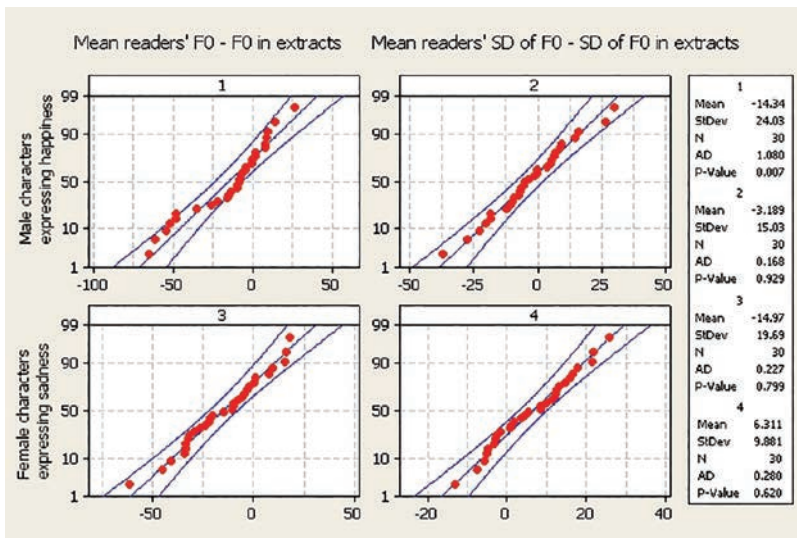 Mean readers' F0 - F0 in extracts Mean readers' SD of F0 - SD of F0 in extracts
Male characters
expressing happiness
1
99
90
50
10
1
-100 -50 0 50
2
99
90
50
10
1
-50 -25 0 25 50
Female characters
expressing sadness
3
99
90
50
10
1
-50 0 50
4
99
90
50
10
1
-20 0 20 40
1
Mean -14.34
StDev 24.03
N 30
AD 1.080
P-Value 0.007
2
Mean -3.189
StDev 15.03
N 30
AD 0.168
P-Value 0.929
3
Mean -14.97
StDev 19.69
N 30
AD 0.227
P-Value 0.799
4
Mean 6.311
StDev 9.881
N 30
AD 0.280
P-Value 0.620